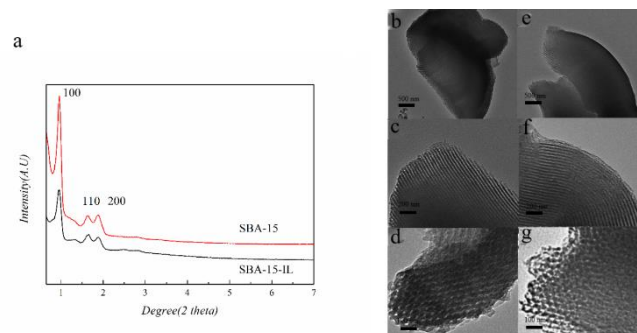 a
Intensity(A.U)
100
110 200
SBA-15
SBA-15-IL
1 2 3 4 5 6 7
Degree(2 theta)
b
e
500 nm
c
f
200 nm
d
g
100 nm